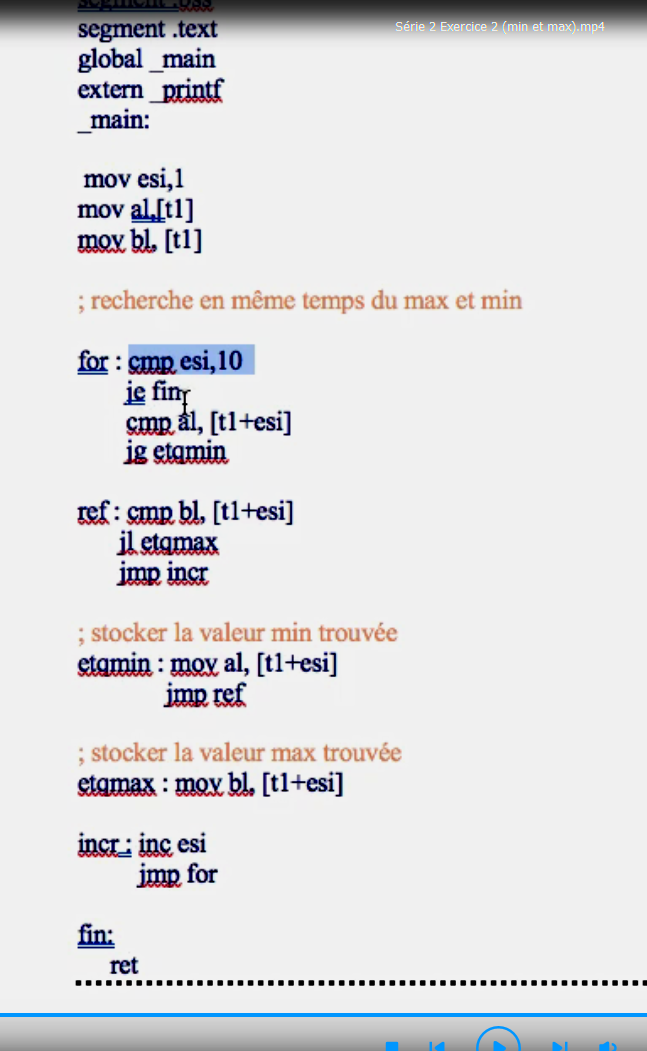 segment .bss
Série 2 Exercice 2 (min et max).mp4
segment .text
global _main
extern _printf
_main:
mov esi,1
mov al,[t1]
mov bl, [t1]
; recherche en même temps du max et min
for : cmp esi,10
je fin
cmp al, [t1+esi]
jg etqmin
ref : cmp bl, [t1+esi]
jl etqmax
jmp incr
; stocker la valeur min trouvée
etqmin : mov al, [t1+esi]
jmp ref
; stocker la valeur max trouvée
etqmax : mov bl, [t1+esi]
incr : inc esi
jmp for
fin:
ret